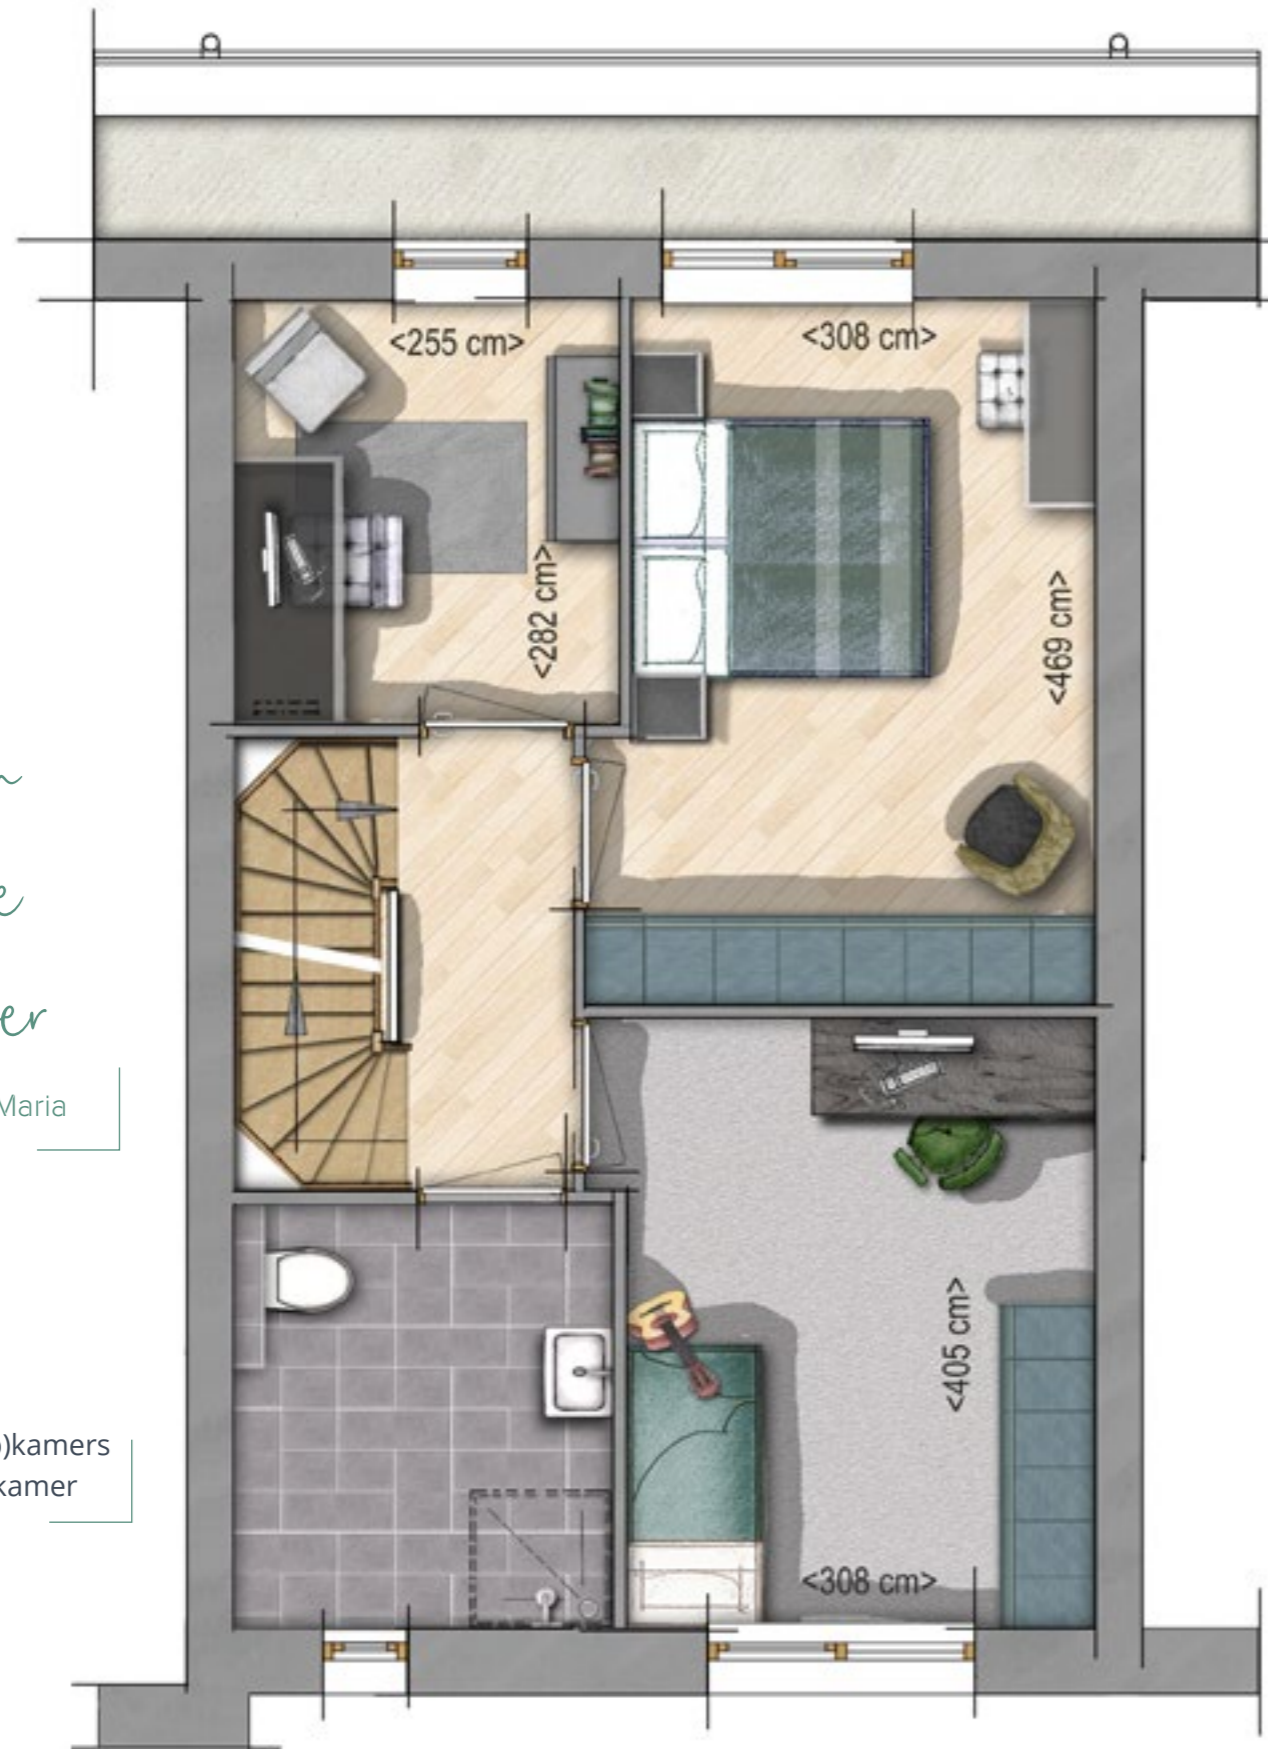 <255 cm>
<308 cm>
<282 cm>
<469 cm>
Maria
)kamers
kamer
<405 cm>
<308 cm>